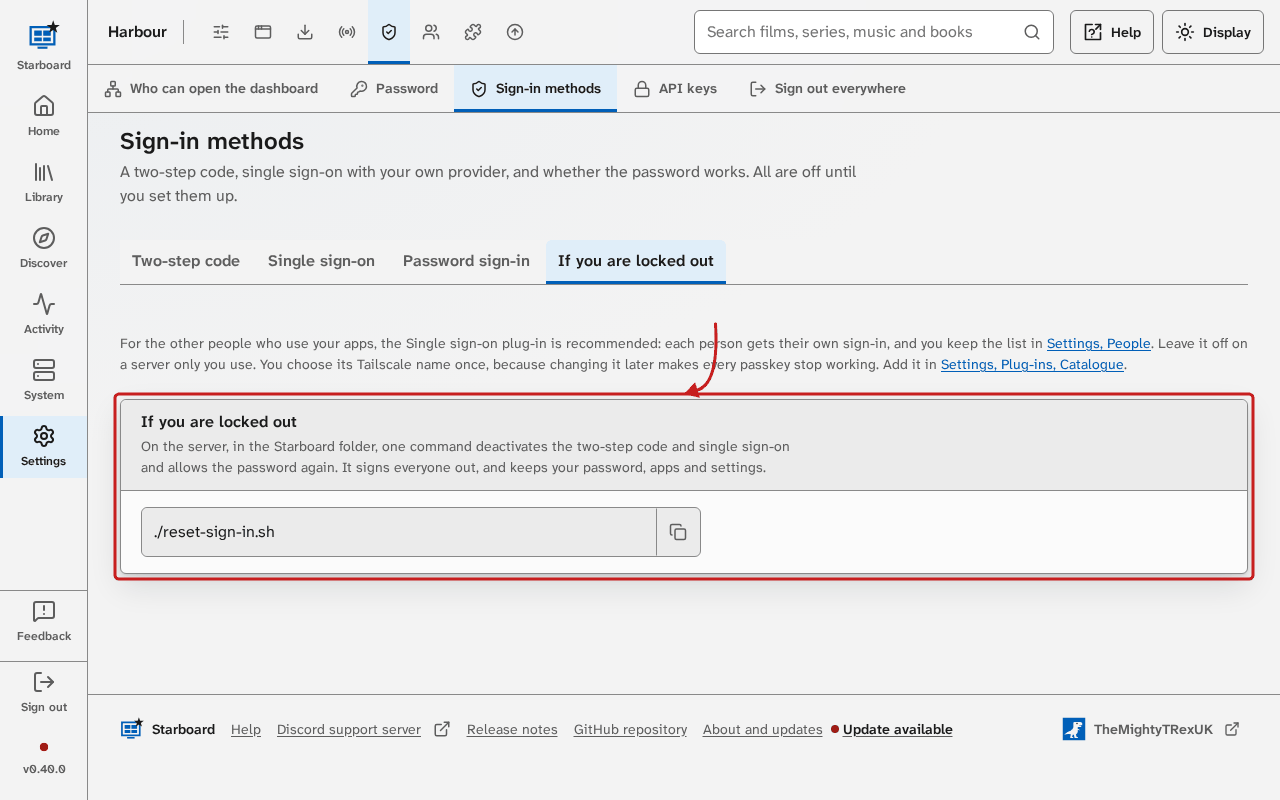 Starboard
Home
Library
Discover
Activity
System
Settings
Feedback
Sign out
v0.40.0
Harbour
Search films, series, music and books
Help
Display
Who can open the dashboard
Password
Sign-in methods
API keys
Sign out everywhere
Sign-in methods
A two-step code, single sign-on with your own provider, and whether the password works. All are off until
you set them up.
Two-step code
Single sign-on
Password sign-in
If you are locked out
For the other people who use your apps, the Single sign-on plug-in is recommended: each person gets their own sign-in, and you keep the list in Settings, People. Leave it off on
a server only you use. You choose its Tailscale name once, because changing it later makes every passkey stop working. Add it in Settings, Plug-ins, Catalogue.
If you are locked out
On the server, in the Starboard folder, one command deactivates the two-step code and single sign-on
and allows the password again. It signs everyone out, and keeps your password, apps and settings.
./reset-sign-in.sh
Starboard
Help
Discord support server
Release notes
GitHub repository
About and updates
Update available
TheMightyTRexUK